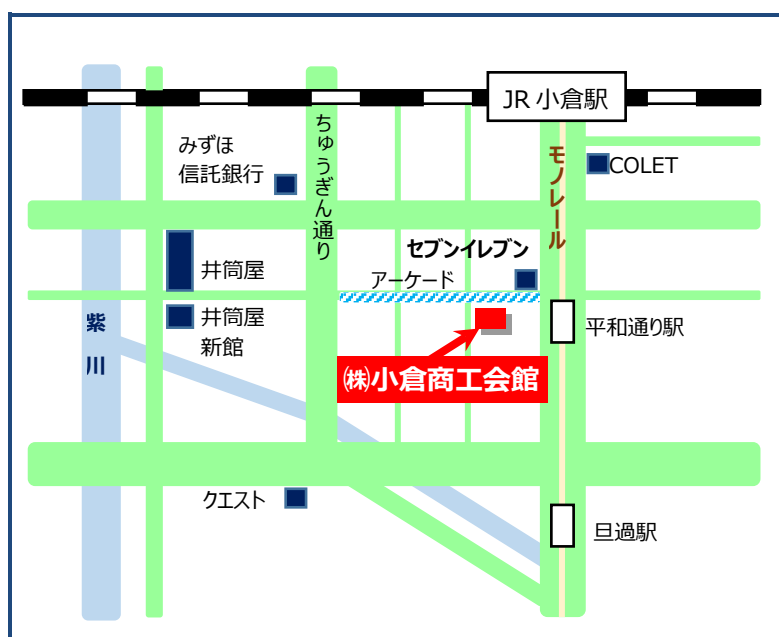 JR 小倉駅
みずほ
信託銀行
ちゅうぎん通り
モノレール
COLET
セブンイレブン
アーケード
井筒屋
紫川
井筒屋
新館
平和通り駅
㈱小倉商工会館
クエスト
旦過駅